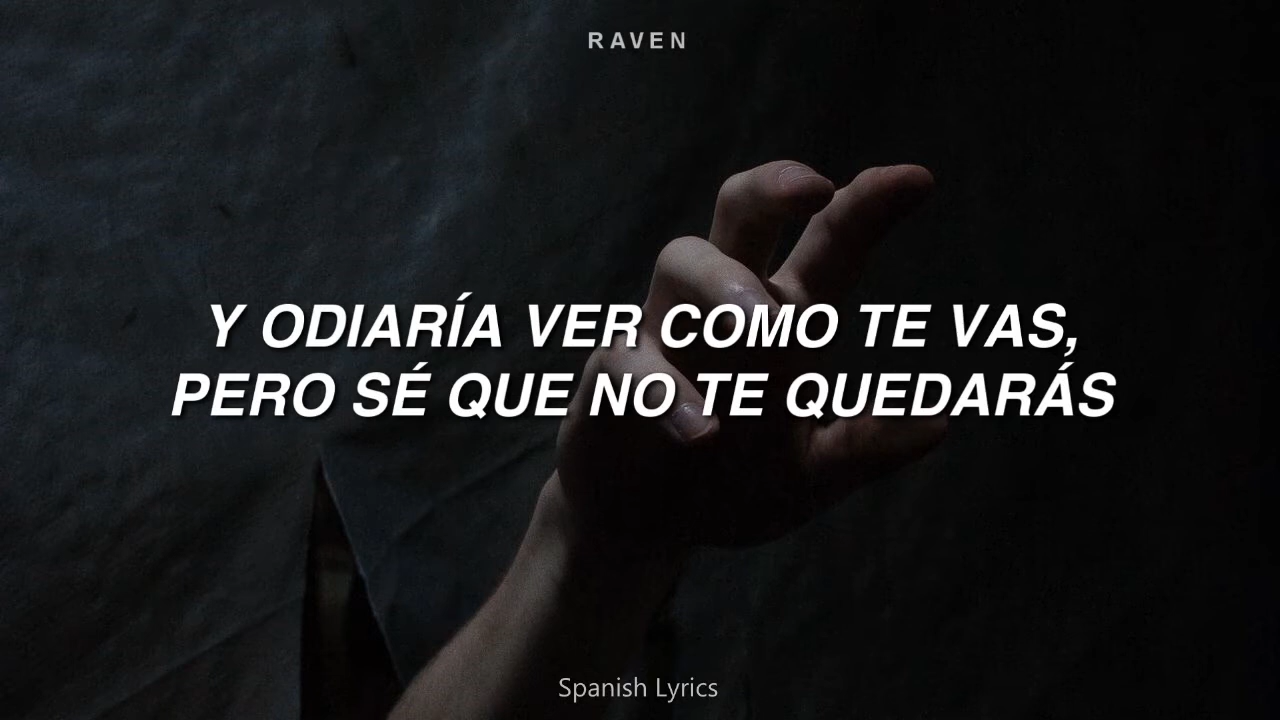 RAVEN
Y ODIARÍA VER COMO TE VAS,
PERO SÉ QUE NO TE QUEDARÁS
Spanish Lyrics